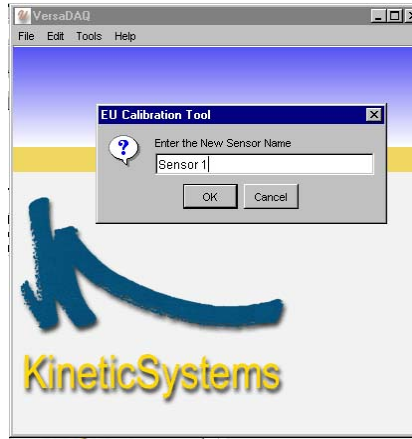 VersaDAQ
File Edit Tools Help
EU Calibration Tool
Enter the New Sensor Name
Sensor 1
OK Cancel
KineticSystems